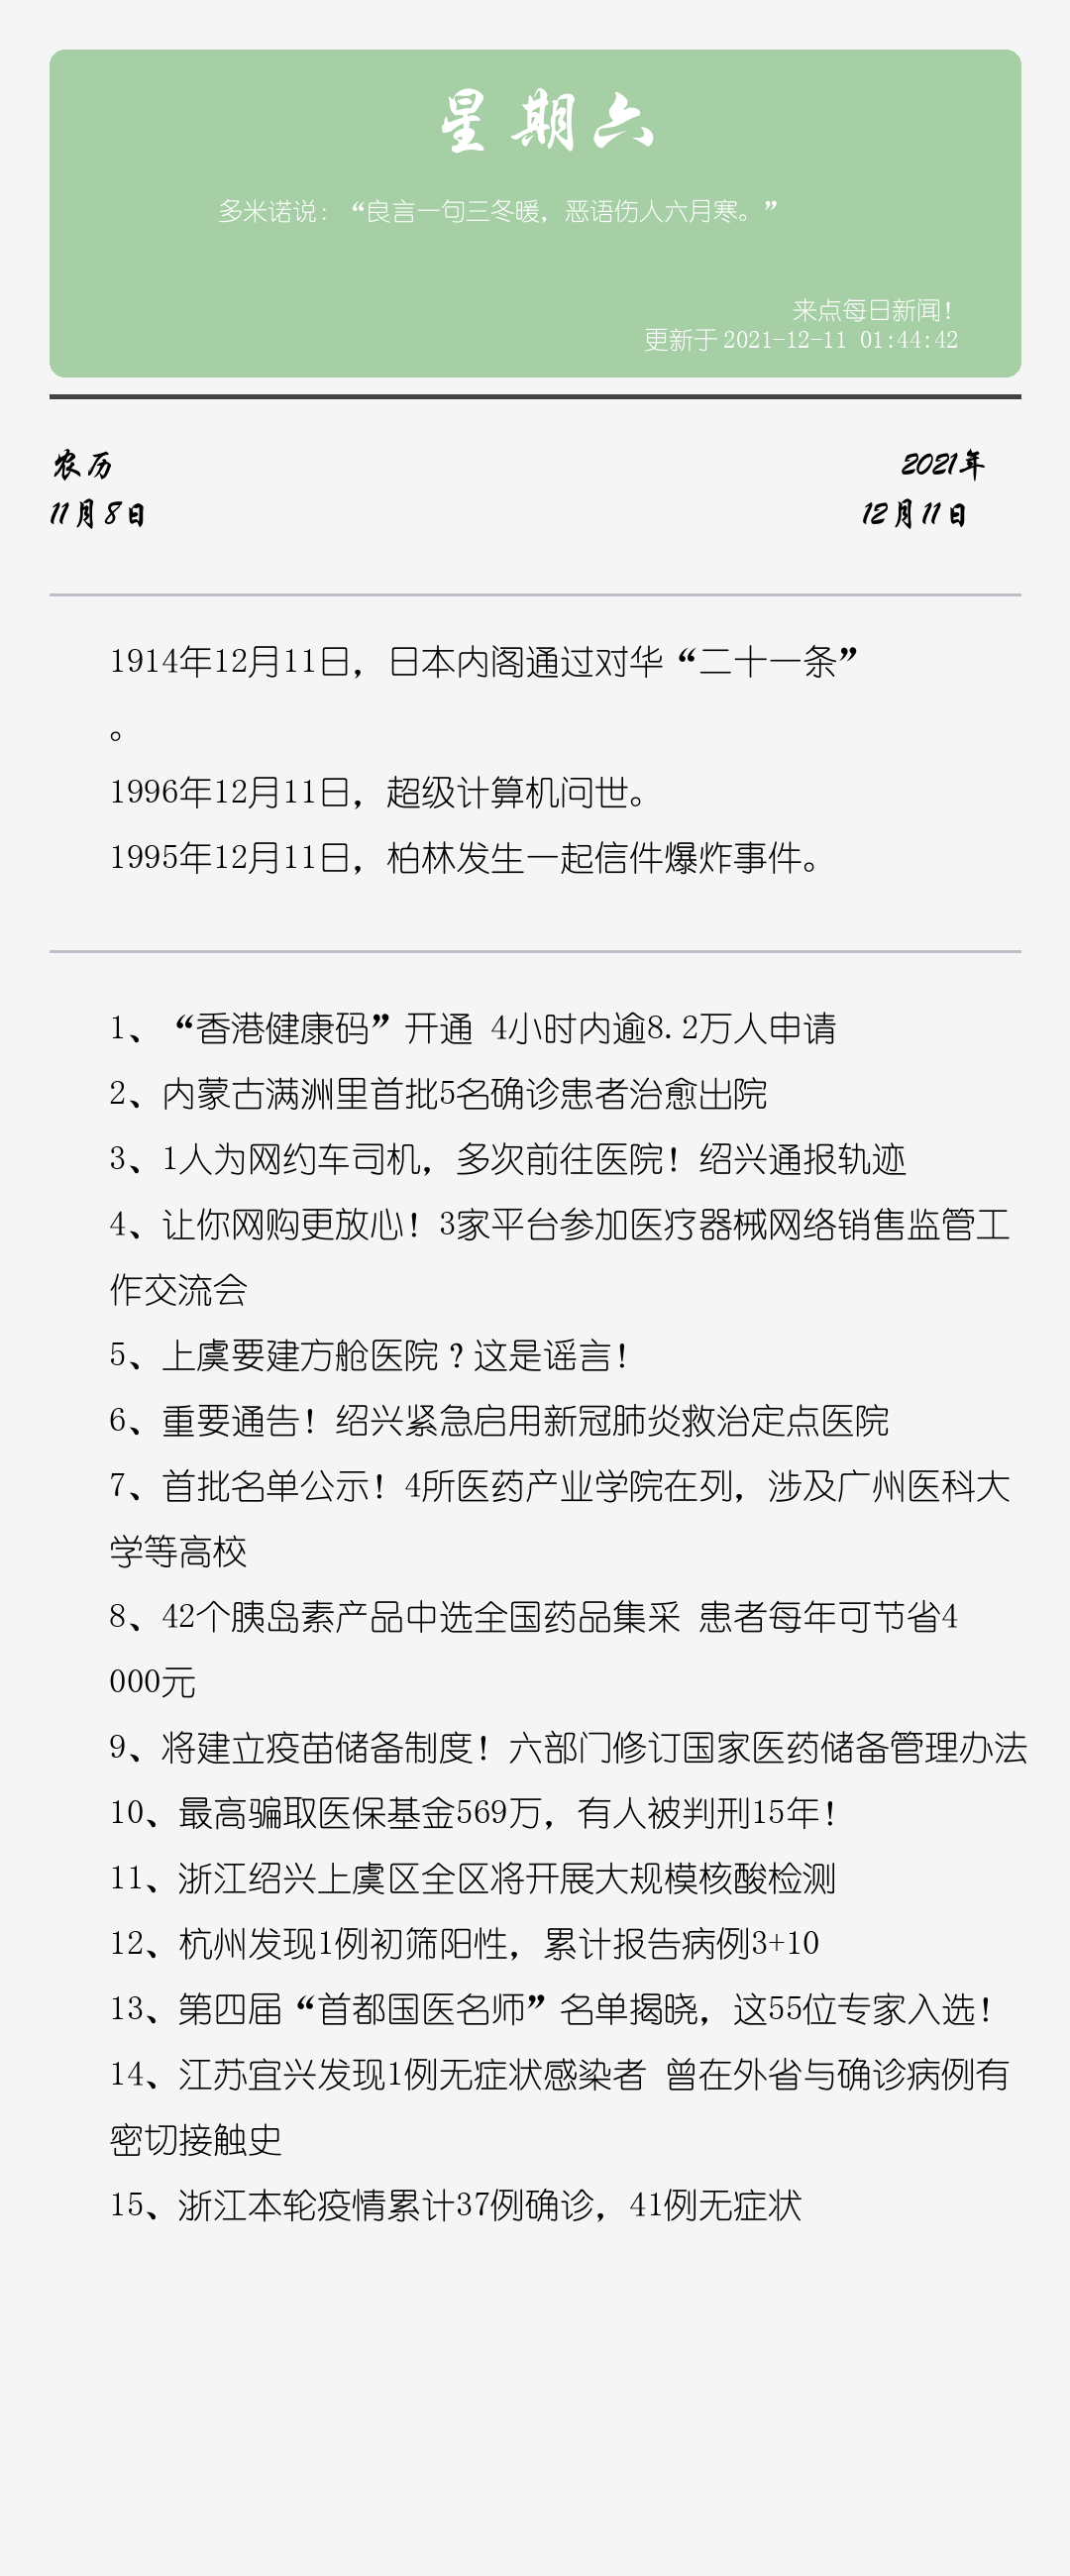 星期六
多米诺说：“良言一句三冬暖，恶语伤人六月寒。”
来点每日新闻！
更新于 2021-12-11 01:44:42
农历
2021年
11月8日
12月11日
1914年12月11日，日本内阁通过对华“二十一条”
。
1996年12月11日，超级计算机问世。
1995年12月11日，柏林发生一起信件爆炸事件。
1、“香港健康码”开通 4小时内逾8.2万人申请
2、内蒙古满洲里首批5名确诊患者治愈出院
3、1人为网约车司机，多次前往医院！绍兴通报轨迹
4、让你网购更放心！3家平台参加医疗器械网络销售监管工
作交流会
5、上虞要建方舱医院？这是谣言！
6、重要通告！绍兴紧急启用新冠肺炎救治定点医院
7、首批名单公示！4所医药产业学院在列，涉及广州医科大
学等高校
8、42个胰岛素产品中选全国药品集采 患者每年可节省4
000元
9、将建立疫苗储备制度！六部门修订国家医药储备管理办法
10、最高骗取医保基金569万，有人被判刑15年！
11、浙江绍兴上虞区全区将开展大规模核酸检测
12、杭州发现1例初筛阳性，累计报告病例3+10
13、第四届“首都国医名师”名单揭晓，这55位专家入选！
14、江苏宜兴发现1例无症状感染者 曾在外省与确诊病例有
密切接触史
15、浙江本轮疫情累计37例确诊，41例无症状